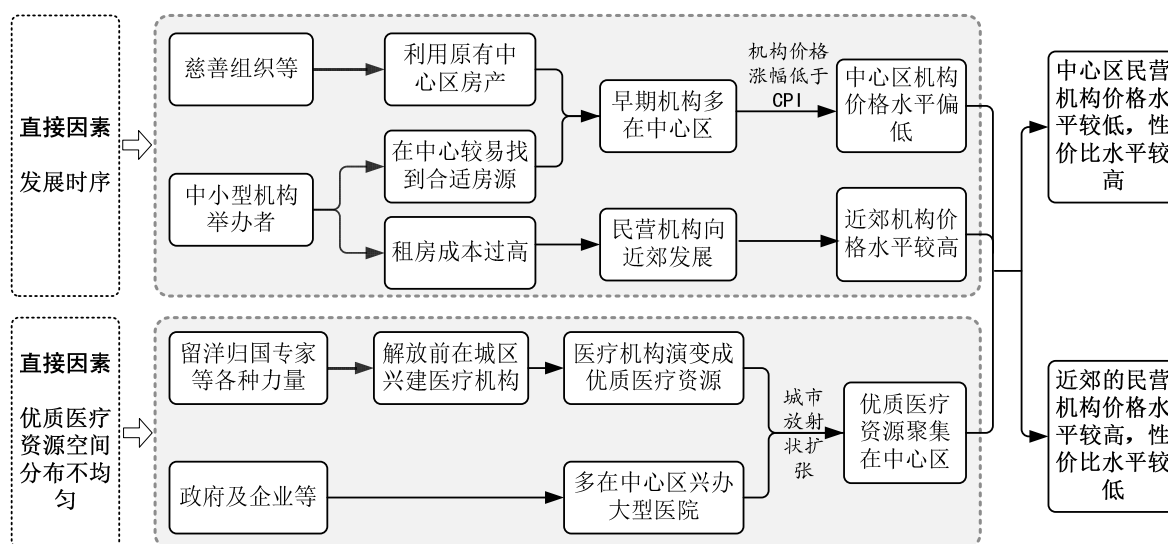 直接因素
发展时序
慈善组织等
利用原有中
心区房产
中小型机构
举办者
在中心较易找
到合适房源
租房成本过高
早期机构多
在中心区
民营机构向
近郊发展
机构价格
涨幅低于
CPI
中心区机构
价格水平偏
低
近郊机构价
格水平较高
直接因素
优质医疗
资源空间
分布不均
匀
留洋归国专家
等各种力量
解放前在城区
兴建医疗机构
医疗机构演变成
优质医疗资源
政府及企业等
多在中心区兴办
大型医院
城市
放射
状扩
张
优质医疗
资源聚集
在中心区
中心区民营
机构价格水
平较低，性
价比水平较
高
近郊的民营
机构价格水
平较高，性
价比水平较
低